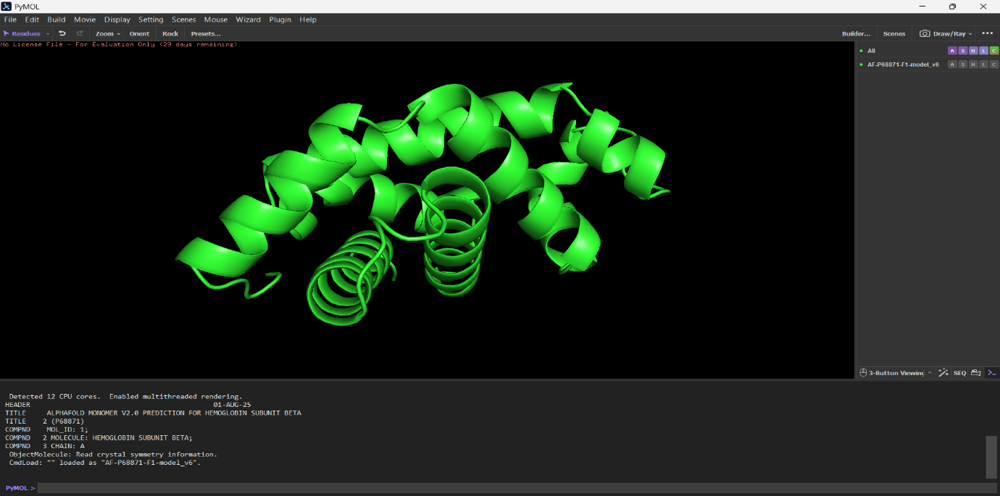 PyMOL
File Edit Build Movie Display Setting Scenes Mouse Wizard Plugin Help
Residues Zoom Orient Rock Presets... Builder... Scenes Draw/Ray
No License File - For Evaluation Only (29 days remaining)
All A S H L C
AF-P68871-F1-model_v6 A S H L C
3-Button Viewing SEQ
Detected 12 CPU cores. Enabled multithreaded rendering.
HEADER 01-AUG-25
TITLE ALPHAFOLD MONOMER V2.0 PREDICTION FOR HEMOGLOBIN SUBUNIT BETA
TITLE 2 (P68871)
COMPND MOL_ID: 1;
COMPND 2 MOLECULE: HEMOGLOBIN SUBUNIT BETA;
COMPND 3 CHAIN: A
ObjectMolecule: Read crystal symmetry information.
CmdLoad: "" loaded as "AF-P68871-F1-model_v6".
PyMOL >